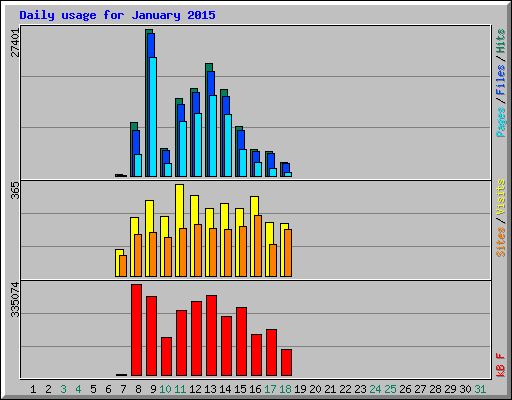 Daily usage for January 2015
27401
Pages / Files / Hits
365
Sites / Visits
335074
kB F
1 2 3 4 5 6 7 8 9 10 11 12 13 14 15 16 17 18 19 20 21 22 23 24 25 26 27 28 29 30 31